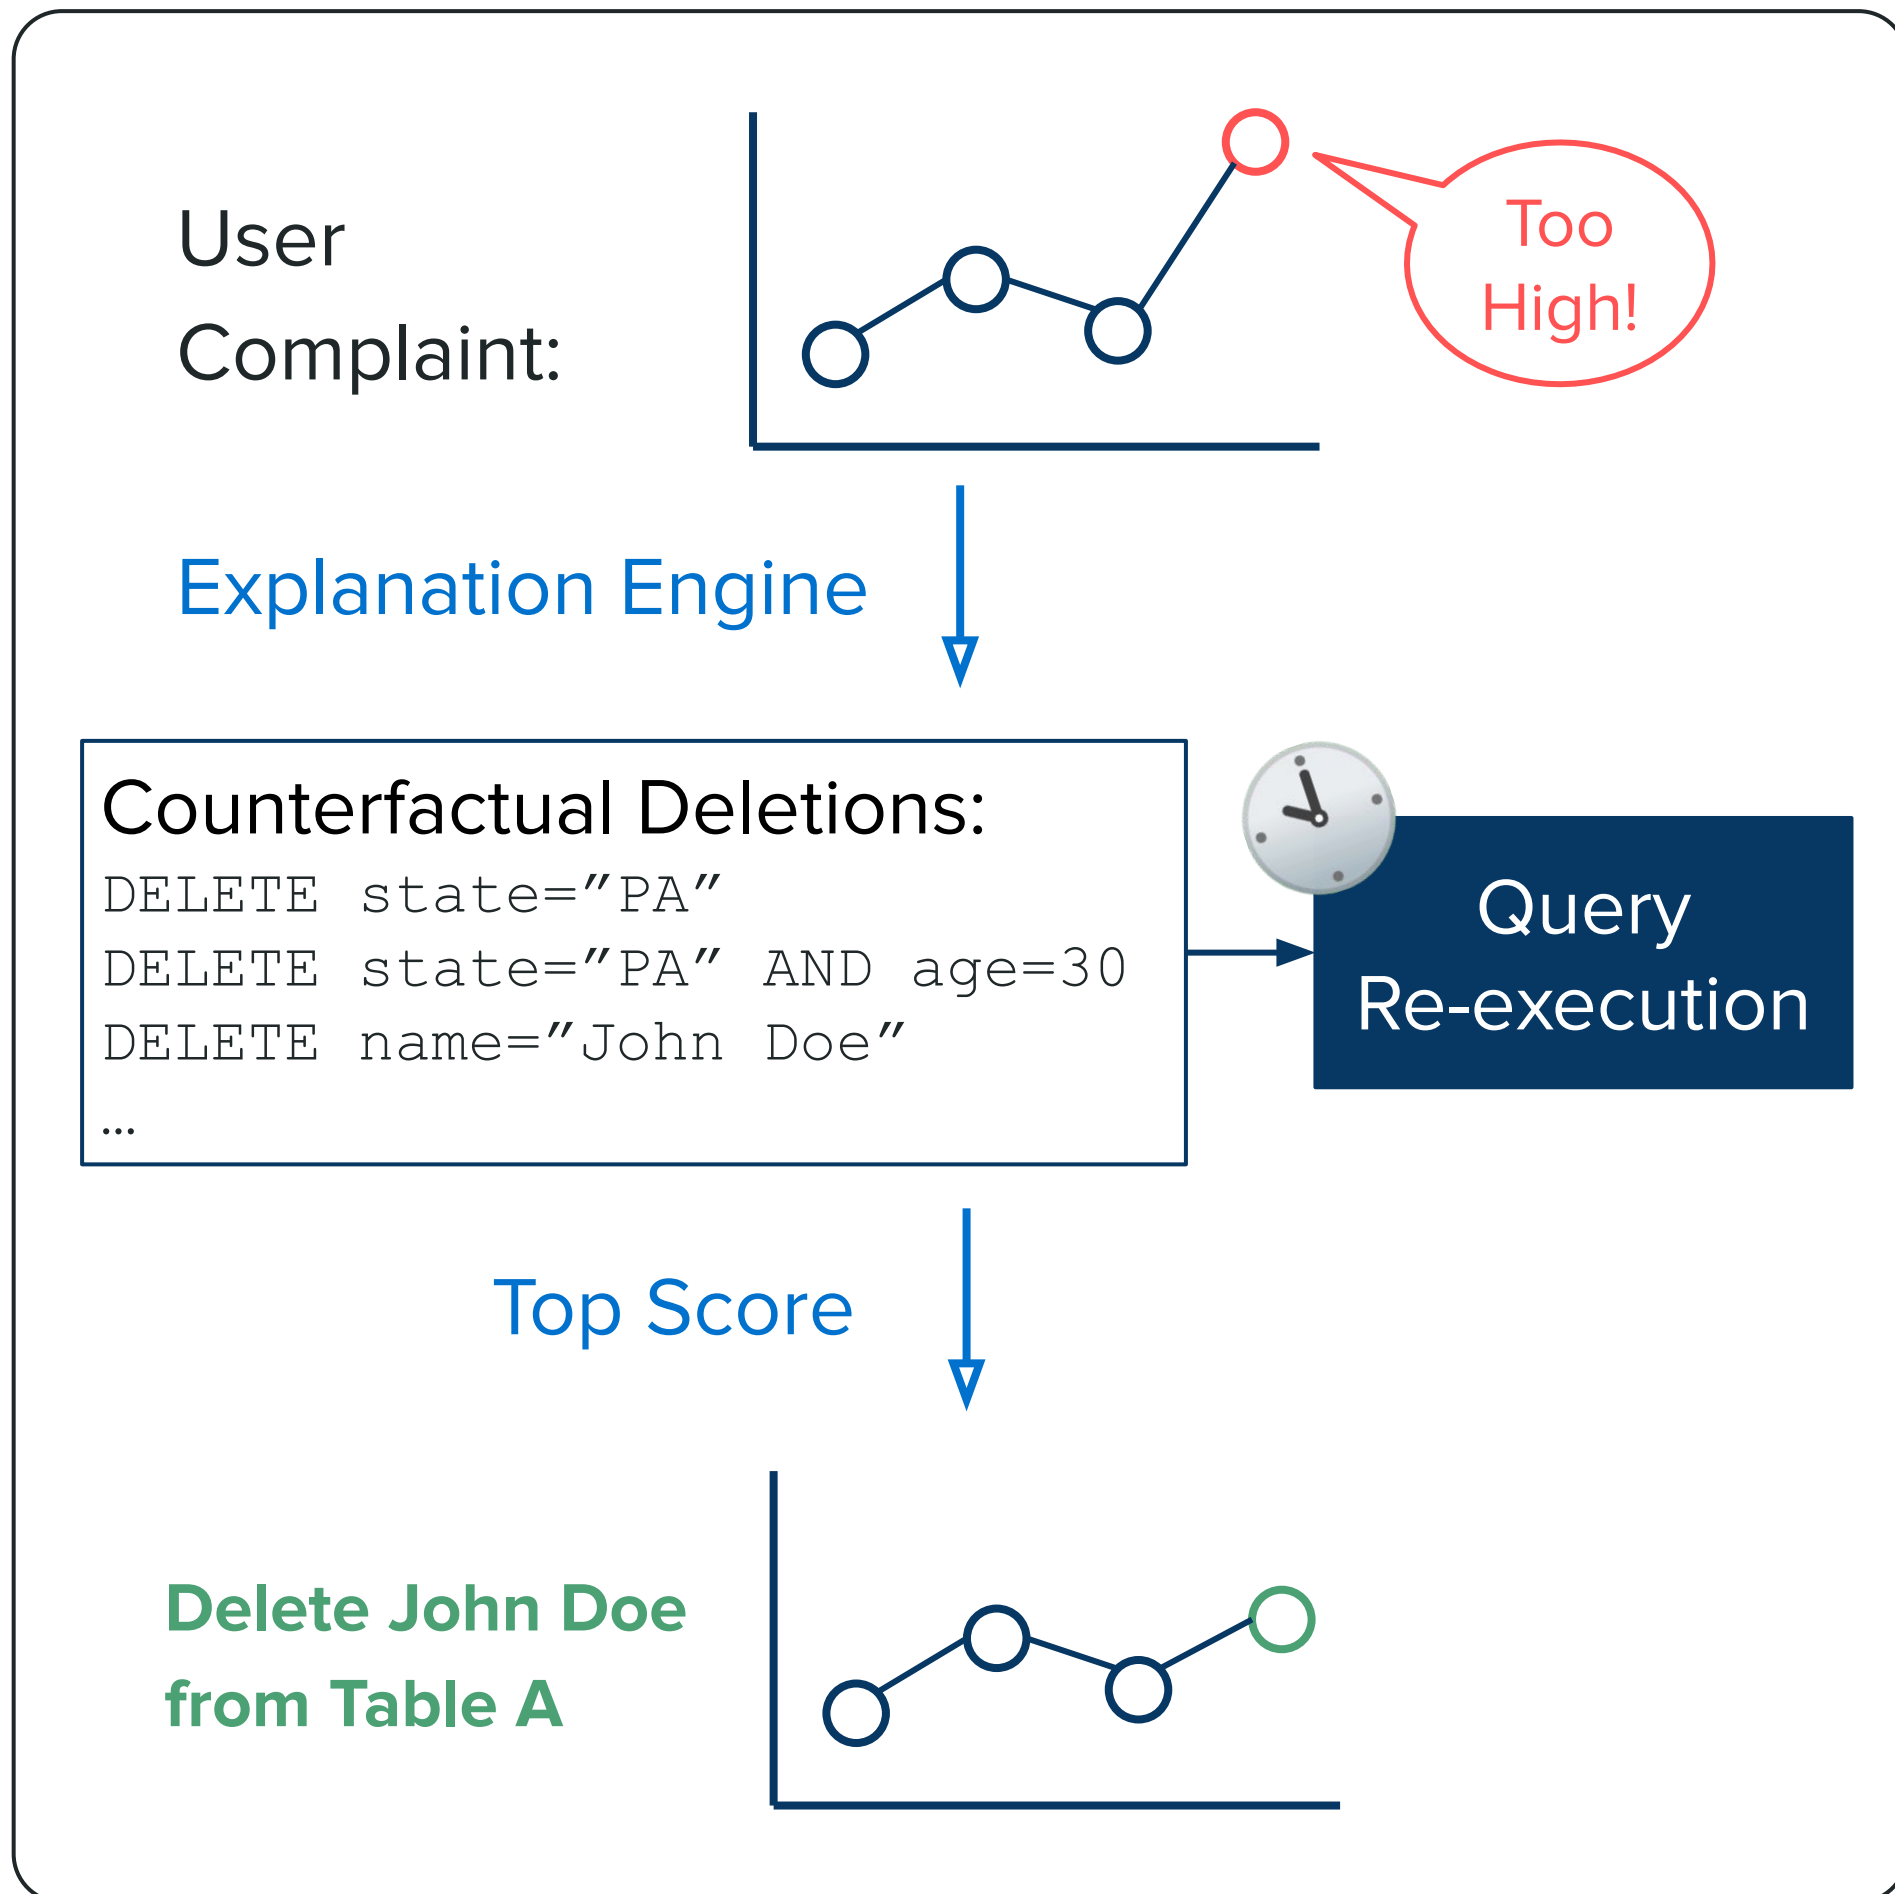 User
Complaint:
Too
High!
Explanation Engine
Counterfactual Deletions:
DELETE state=”PA”
DELETE state=”PA” AND age=30
DELETE name=”John Doe”
...
Query
Re-execution
Top Score
Delete John Doe
from Table A